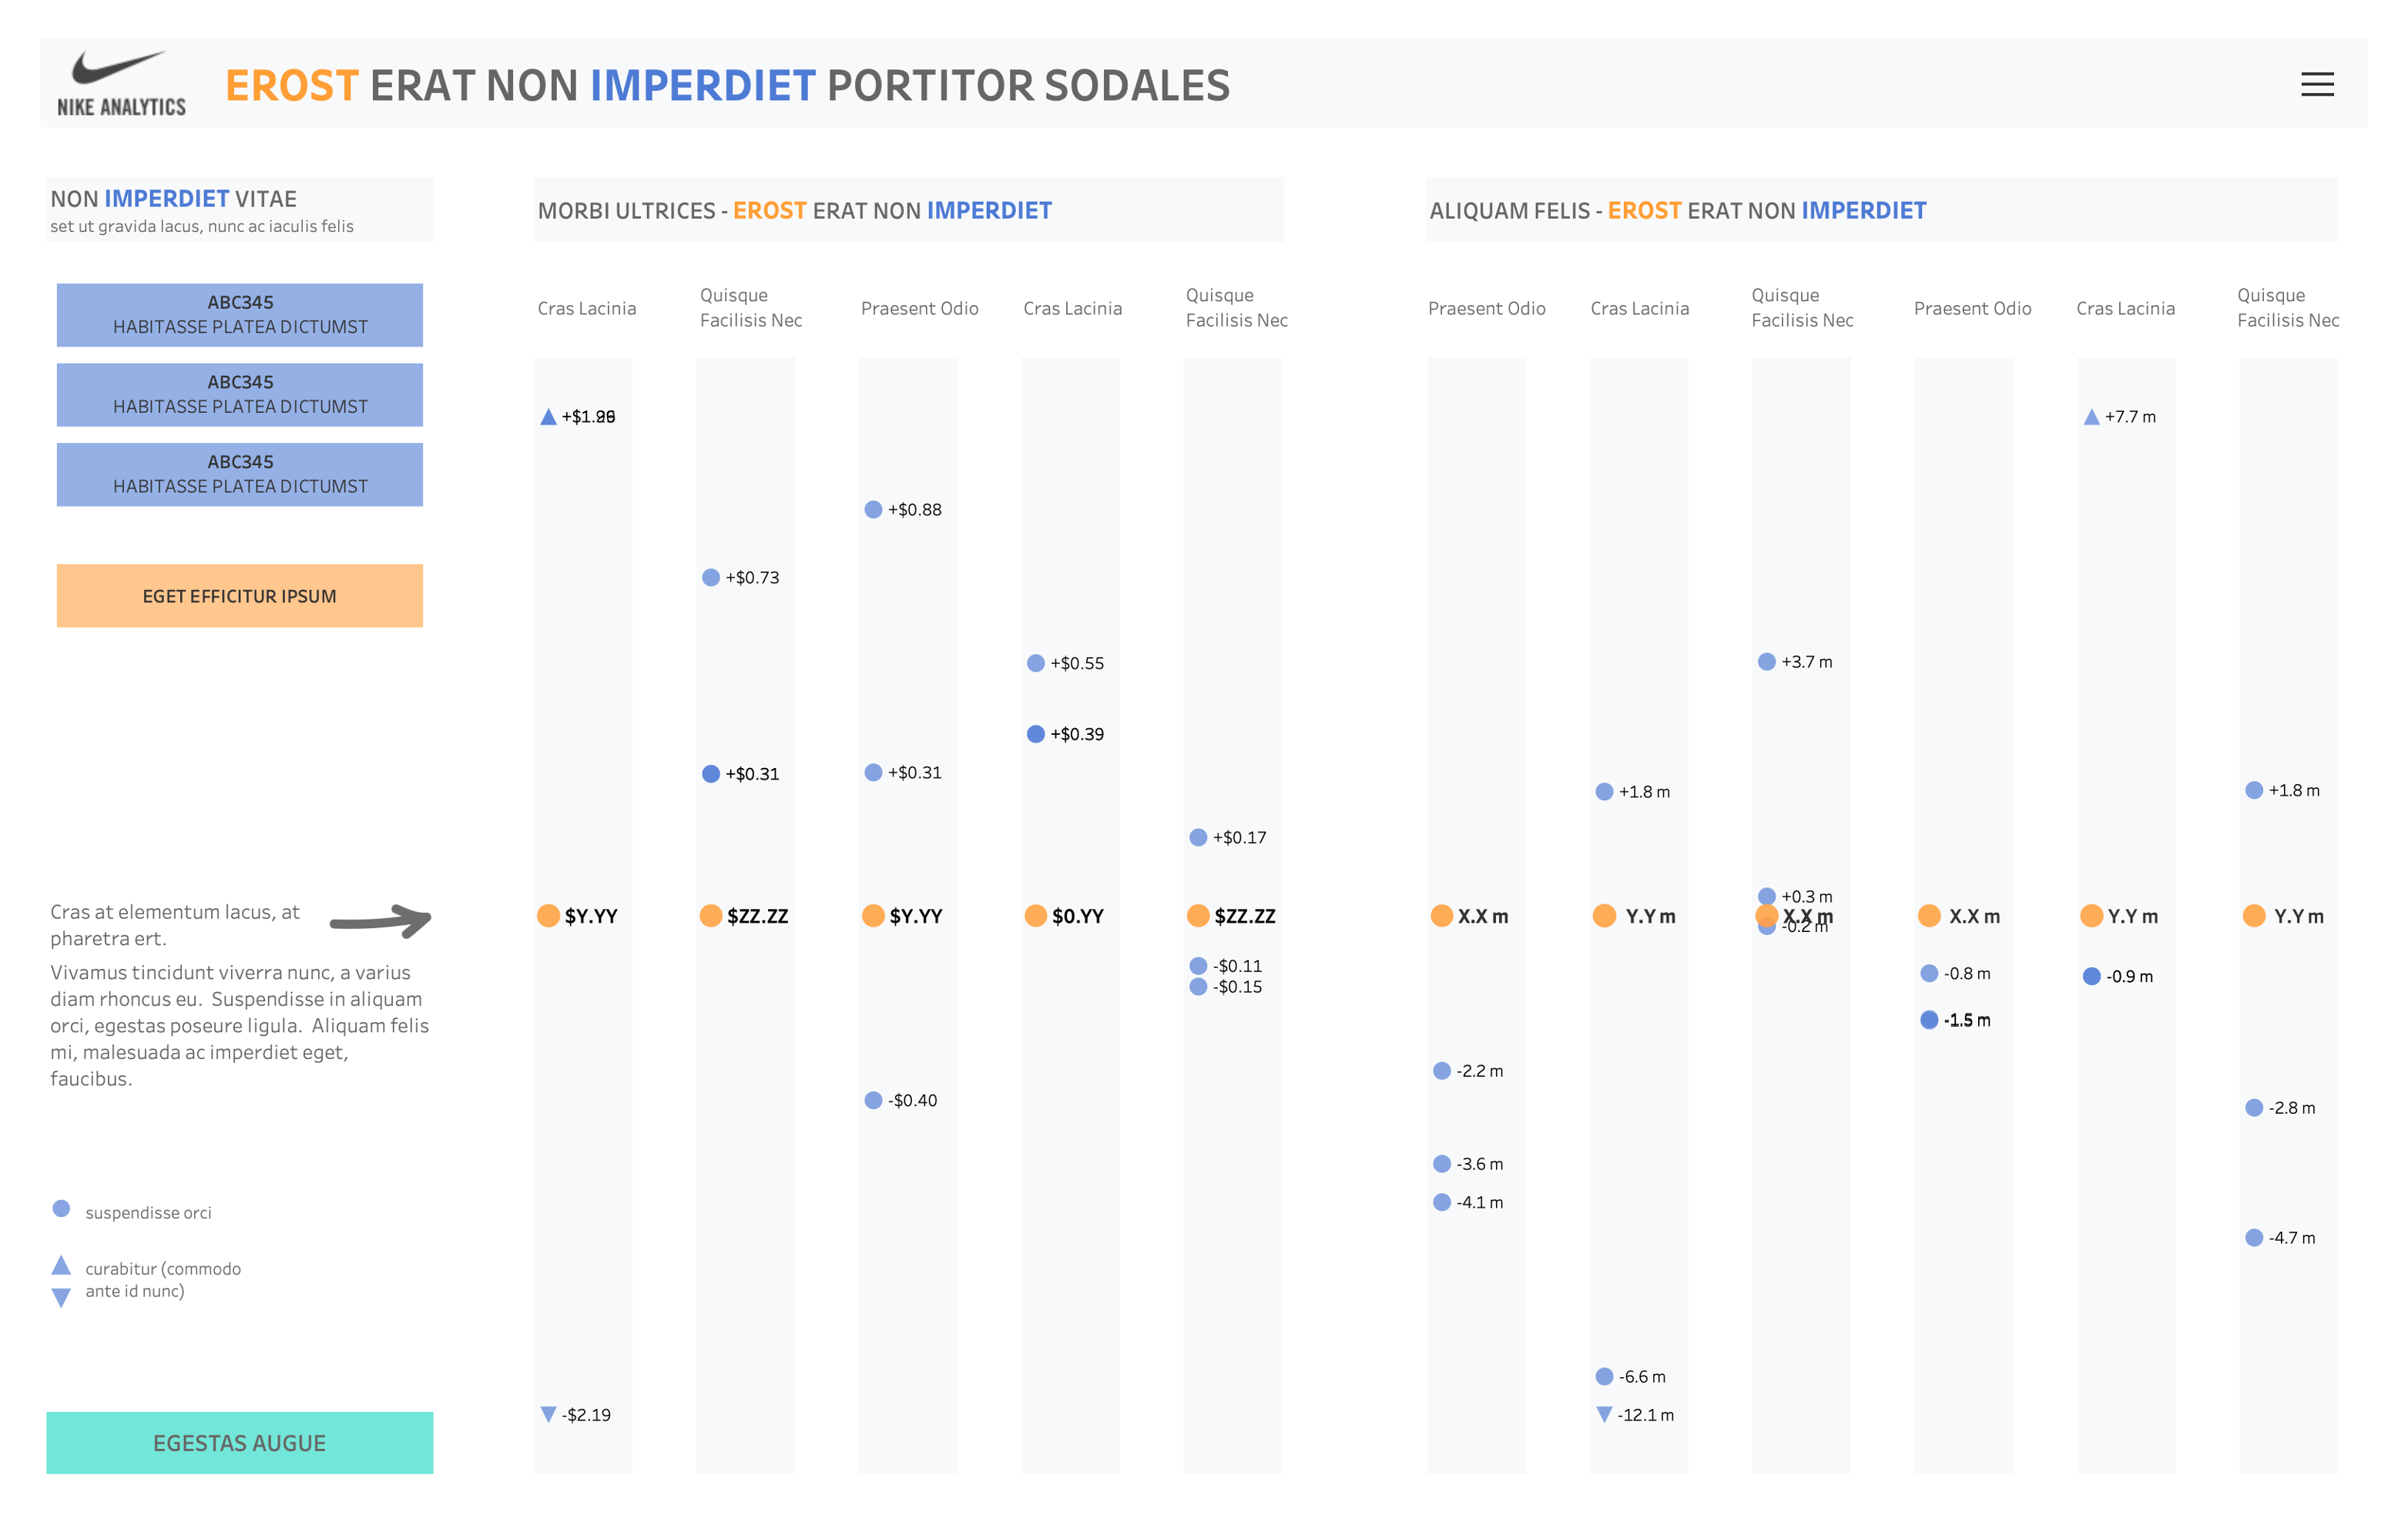 NIKE ANALYTICS
EROST ERAT NON IMPERDIET PORTITOR SODALES
NON IMPERDIET VITAE
set ut gravida lacus, nunc ac iaculis felis
ABC345
HABITASSE PLATEA DICTUMST
ABC345
HABITASSE PLATEA DICTUMST
ABC345
HABITASSE PLATEA DICTUMST
EGET EFFICITUR IPSUM
Cras at elementum lacus, at
pharetra ert.
Vivamus tincidunt viverra nunc, a varius
diam rhoncus eu. Suspendisse in aliquam
orci, egestas poseure ligula. Aliquam felis
mi, malesuada ac imperdiet eget,
faucibus.
suspendisse orci
curabitur (commodo
ante id nunc)
EGESTAS AUGUE
MORBI ULTRICES - EROST ERAT NON IMPERDIET
Cras Lacinia
-$2.19
$Y.YY
Quisque
Facilisis Nec
+$0.73
+$0.31
$ZZ.ZZ
Praesent Odio
+$0.88
+$0.31
$Y.YY
-$0.40
Cras Lacinia
+$0.55
+$0.39
$0.YY
Quisque
Facilisis Nec
+$0.17
$ZZ.ZZ
-$0.11
-$0.15
ALIQUAM FELIS - EROST ERAT NON IMPERDIET
Praesent Odio
X.X m
-2.2 m
-3.6 m
-4.1 m
Cras Lacinia
+1.8 m
Y.Y m
-6.6 m
-12.1 m
Quisque
Facilisis Nec
+3.7 m
+0.3 m
X.X m
-0.2 m
Praesent Odio
X.X m
-0.8 m
-1.5 m
Cras Lacinia
+7.7 m
Y.Y m
-0.9 m
Quisque
Facilisis Nec
+1.8 m
Y.Y m
-2.8 m
-4.7 m